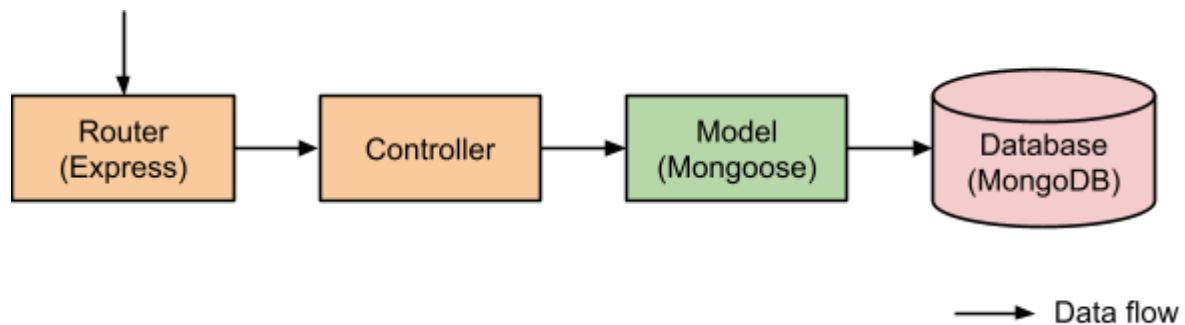 Router
(Express)
Controller
Model
(Mongoose)
Database
(MongoDB)
Data flow